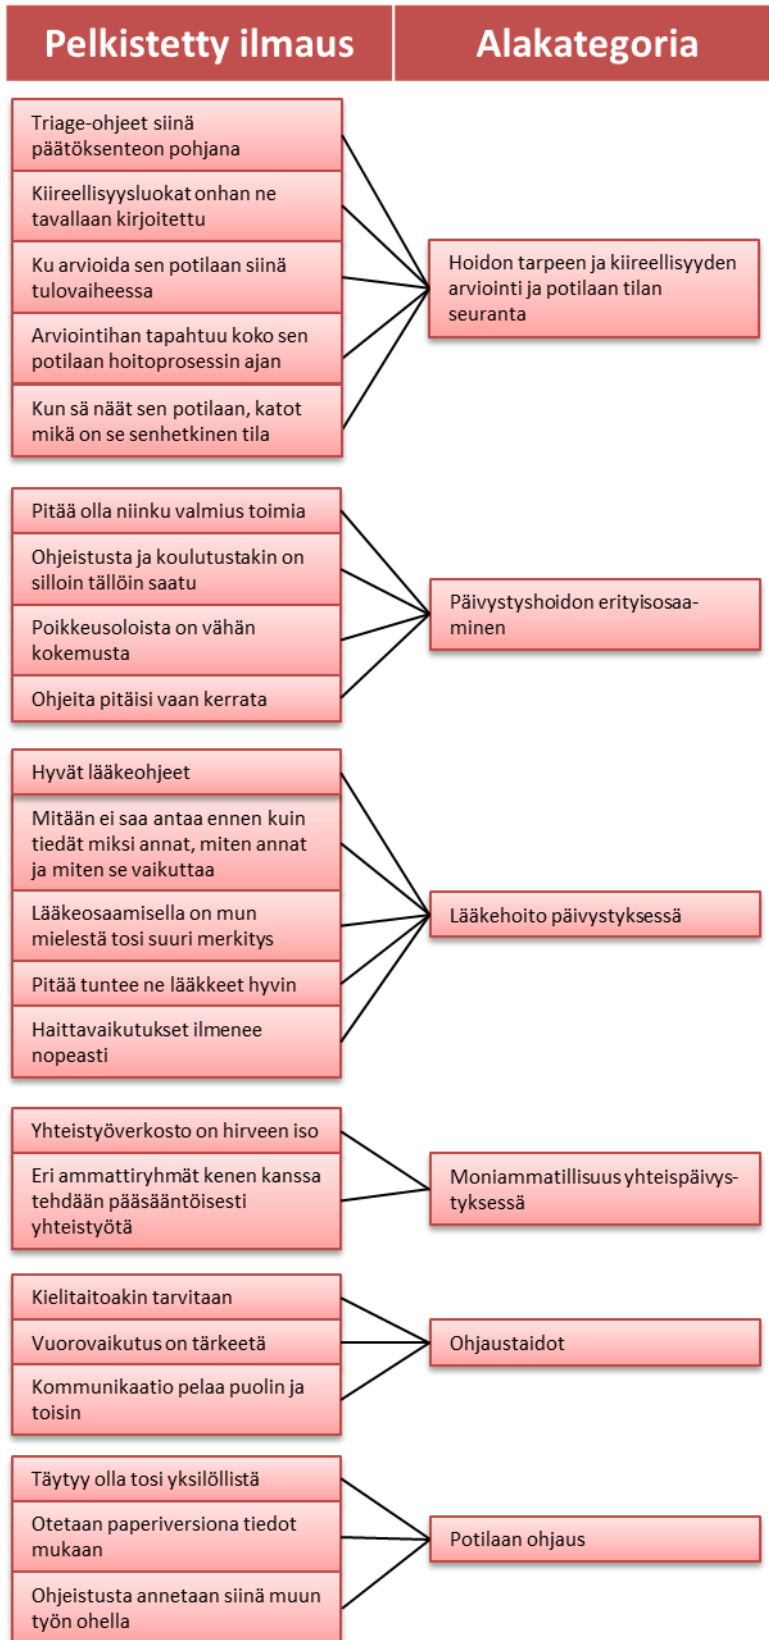 Pelkistetty ilmaus
Alakategoria
Triage-ohjeet siinä
päätöksenteon pohjana
Kiireellisyysluokat onhan ne
tavallaan kirjoitettu
Ku arvioida sen potilaan siinä
tulovaiheessa
Arviointihan tapahtuu koko sen
potilaan hoitoprosessin ajan
Kun sä näät sen potilaan, katot
mikä on se senhetkinen tila
Hoidon tarpeen ja kiireellisyyden
arviointi ja potilaan tilan
seuranta
Pitää olla niinku valmius toimia
Ohjeistusta ja koulutustakin on
silloin tällöin saatu
Poikkeusoloista on vähän
kokemusta
Ohjeita pitäisi vaan kerrata
Päivystyshoidon erityisosaa-
minen
Hyvät lääkeohjeet
Mitään ei saa antaa ennen kuin
tiedät miksi annat, miten annat
ja miten se vaikuttaa
Lääkeosaamisella on mun
mielestä tosi suuri merkitys
Pitää tuntee ne lääkkeet hyvin
Haittavaikutukset ilmenee
nopeasti
Lääkehoito päivystyksessä
Yhteistyöverkosto on hirveen iso
Eri ammattiryhmät kenen kanssa
tehdään pääsääntöisesti
yhteistyötä
Moniammatillisuus yhteispäivys-
tyksessä
Kielitaitoakin tarvitaan
Vuorovaikutus on tärkeetä
Kommunikaatio pelaa puolin ja
toisin
Ohjaustaidot
Täytyy olla tosi yksilöllistä
Otetaan paperiversiona tiedot
mukaan
Ohjeistusta annetaan siinä muun
työn ohella
Potilaan ohjaus